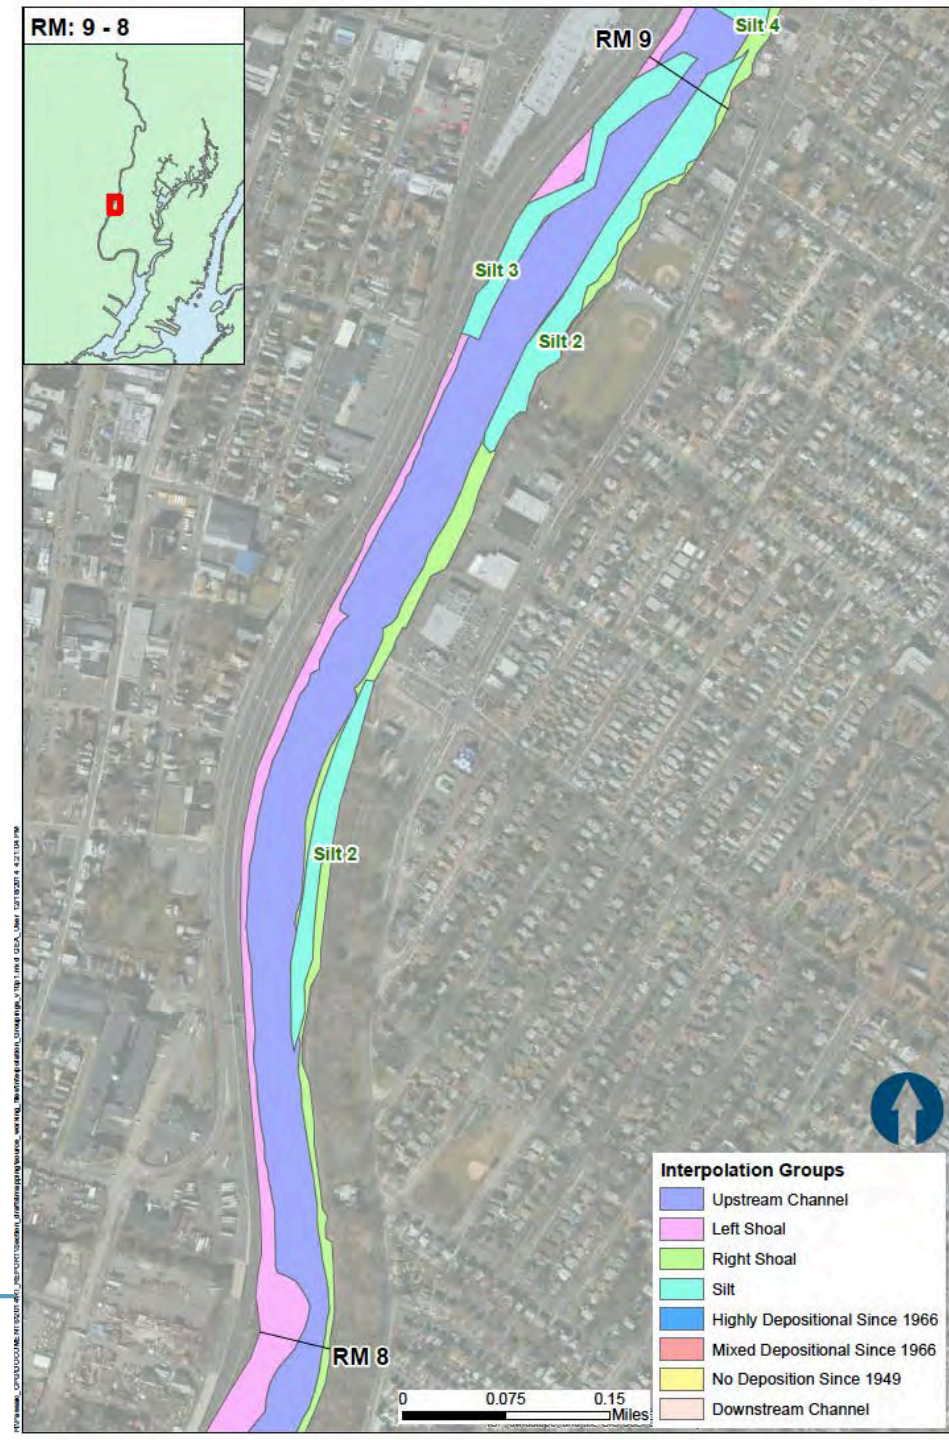 RM: 9 - 8
RM 9
Silt 4
Silt 3
Silt 2
Silt 2
RM 8
Interpolation Groups
Upstream Channel
Left Shoal
Right Shoal
Silt
Highly Depositional Since 1966
Mixed Depositional Since 1966
No Deposition Since 1949
Downstream Channel
0 0.075 0.15
Miles